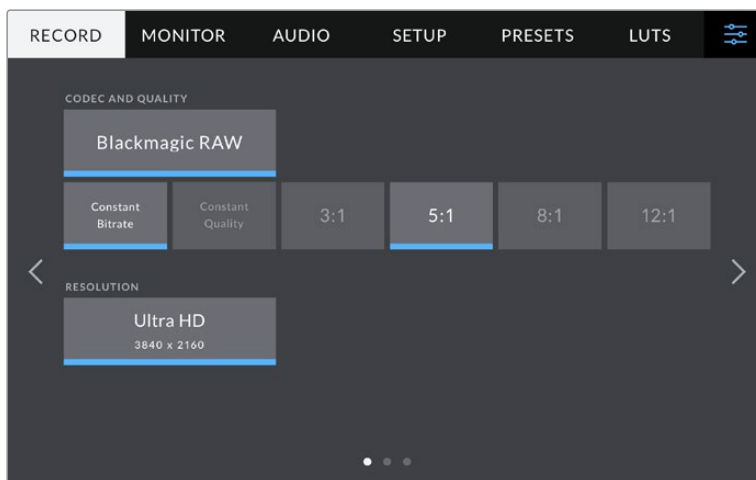 RECORD MONITOR AUDIO SETUP PRESETS LUTS
CODEC AND QUALITY
Blackmagic RAW
Constant Bitrate Constant Quality 3:1 5:1 8:1 12:1
RESOLUTION
Ultra HD
3840 x 2160